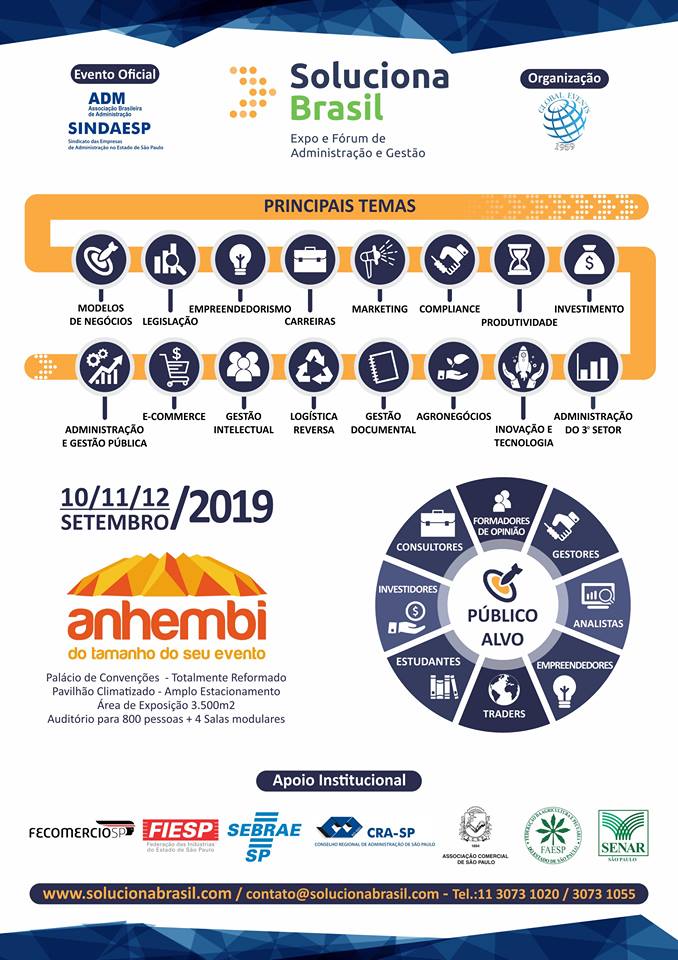 Evento Oficial
ADM
Associação Brasileira
de Administração
SINDAESP
Sindicato das Empresas
de Administração no Estado de São Paulo
Soluciona
Brasil
Expo e Fórum de
Administração e Gestão
Organização
GLOBAL EVENTS
1959
PRINCIPAIS TEMAS
MODELOS
DE NEGÓCIOS
LEGISLAÇÃO
EMPREENDEDORISMO
CARREIRAS
MARKETING
COMPLIANCE
PRODUTIVIDADE
INVESTIMENTO
ADMINISTRAÇÃO
E GESTÃO PÚBLICA
E-COMMERCE
GESTÃO
INTELECTUAL
LOGÍSTICA
REVERSA
GESTÃO
DOCUMENTAL
AGRONEGÓCIOS
INOVAÇÃO E
TECNOLOGIA
ADMINISTRAÇÃO
DO 3º SETOR
10/11/12
SETEMBRO/2019
anhembi
do tamanho do seu evento
Palácio de Convenções - Totalmente Reformado
Pavilhão Climatizado - Amplo Estacionamento
Área de Exposição 3.500m2
Auditório para 800 pessoas + 4 Salas modulares
PÚBLICO
ALVO
FORMADORES
DE OPINIÃO
GESTORES
ANALISTAS
EMPREENDEDORES
TRADERS
ESTUDANTES
INVESTIDORES
CONSULTORES
Apoio Institucional
FECOMERCIO SP
FIESP
Federação das Indústrias
do Estado de São Paulo
SEBRAE
SP
CRA-SP
CONSELHO REGIONAL DE ADMINISTRAÇÃO DE SÃO PAULO
1894
ASSOCIAÇÃO COMERCIAL
DE SÃO PAULO
FEDERAÇÃO DA AGRICULTURA E PECUÁRIA
FAESP
DO ESTADO DE SÃO PAULO
SENAR
SÃO PAULO
www.solucionabrasil.com / contato@solucionabrasil.com - Tel.:11 3073 1020 / 3073 1055